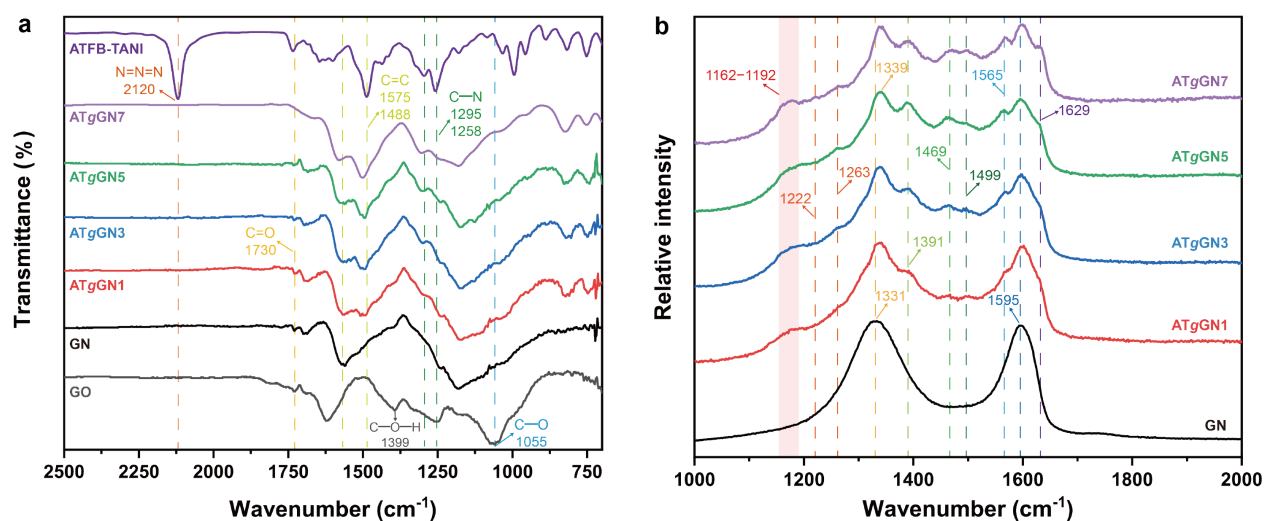 a
Transmittance (%)
ATFB-TANI
N=N=N
2120
C=C
1575
1488
C—N
1295
1258
ATgGN7
ATgGN5
ATgGN3
C=O
1730
ATgGN1
GN
GO
C—O—H
1399
C—O
1055
2500 2250 2000 1750 1500 1250 1000 750
Wavenumber (cm-1)
b
Relative intensity
ATgGN7
1162−1192
1339
1565
1629
ATgGN5
1469
1499
1263
1222
ATgGN3
1391
1331
1595
ATgGN1
GN
1000 1200 1400 1600 1800 2000
Wavenumber (cm-1)